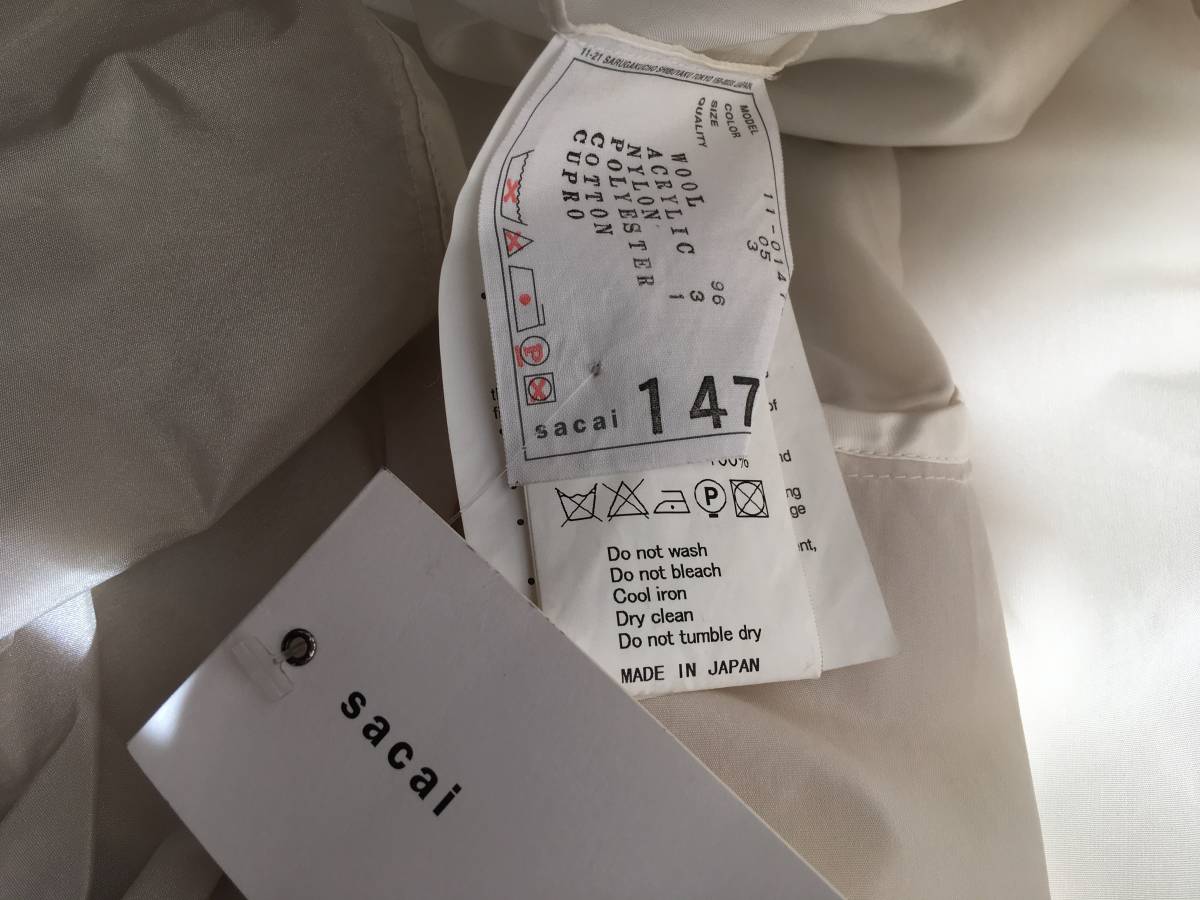 11-21 SARUGAKUCHO SHIBUYAKU TOKYO 150-0033 JAPAN.
MODEL 11-0147
COLOR 05
SIZE 3
QUALITY
WOOL 96
ACRYLIC 3
NYLON 1
POLYESTER
COTTON
CUPRO
sacai 147
100%
Do not wash
Do not bleach
Cool iron
Dry clean
Do not tumble dry
MADE IN JAPAN
of
sacai